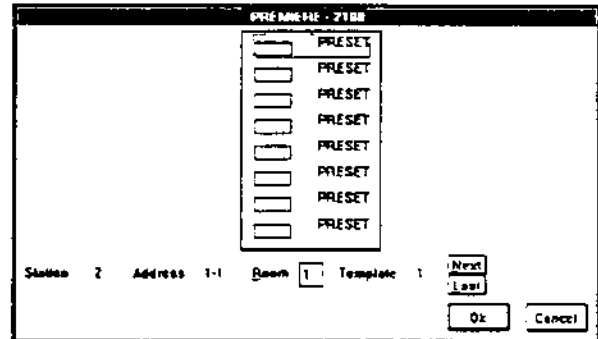 PREMIERE - 2108
PRESET
PRESET
PRESET
PRESET
PRESET
PRESET
PRESET
PRESET
Station 2 Address 1-1 Room 1 Template 1 Next
Last
Ok Cancel